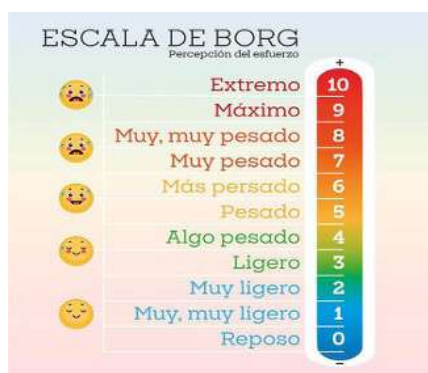 ESCALA DE BORG
Percepción del esfuerzo
+
Extremo 10
Máximo 9
Muy, muy pesado 8
Muy pesado 7
Más persado 6
Pesado 5
Algo pesado 4
Ligero 3
Muy ligero 2
Muy, muy ligero 1
Reposo 0
−